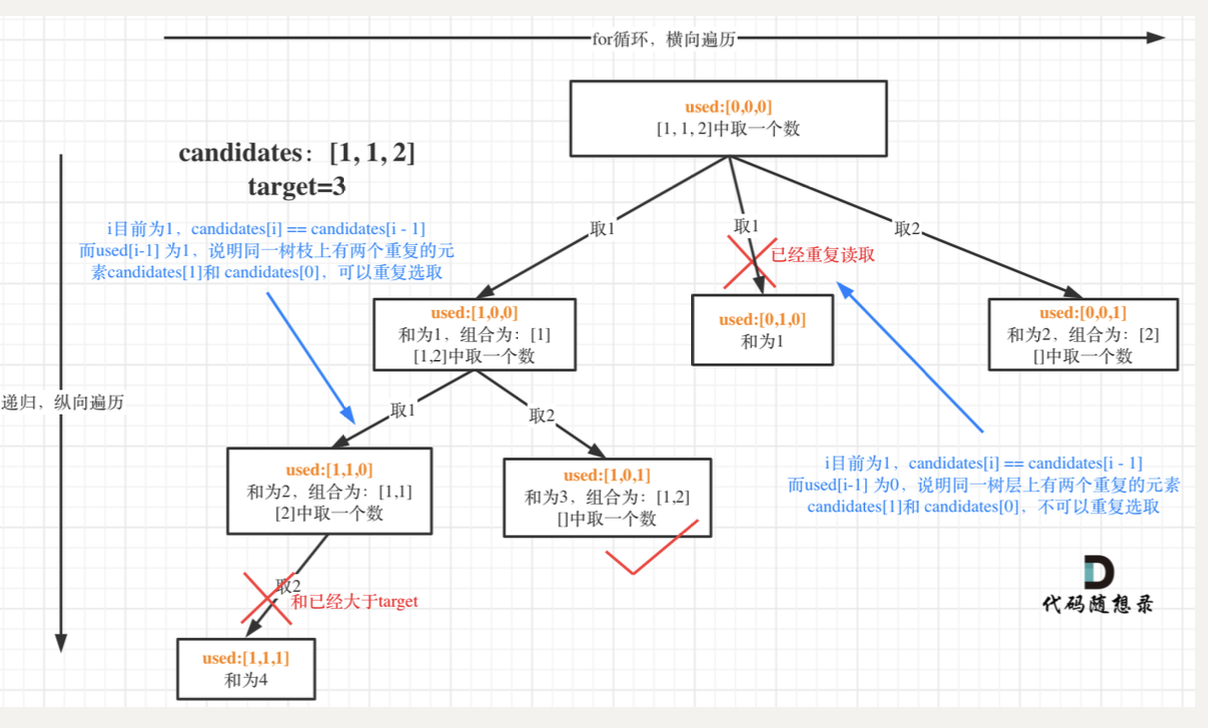 for循环，横向遍历
used:[0,0,0]
[1, 1, 2]中取一个数
candidates：[1, 1, 2]
target=3
i目前为1，candidates[i] == candidates[i - 1]
而used[i-1] 为1，说明同一树枝上有两个重复的元
素candidates[1]和 candidates[0]，可以重复选取
取1
取1
取2
已经重复读取
used:[1,0,0]
和为1，组合为：[1]
[1,2]中取一个数
used:[0,1,0]
和为1
used:[0,0,1]
和为2，组合为：[2]
[]中取一个数
递归，纵向遍历
取1
取2
used:[1,1,0]
和为2，组合为：[1,1]
[2]中取一个数
used:[1,0,1]
和为3，组合为：[1,2]
[]中取一个数
i目前为1，candidates[i] == candidates[i - 1]
而used[i-1] 为0，说明同一树层上有两个重复的元素
candidates[1]和 candidates[0]，不可以重复选取
取2
和已经大于target
used:[1,1,1]
和为4
代码随想录